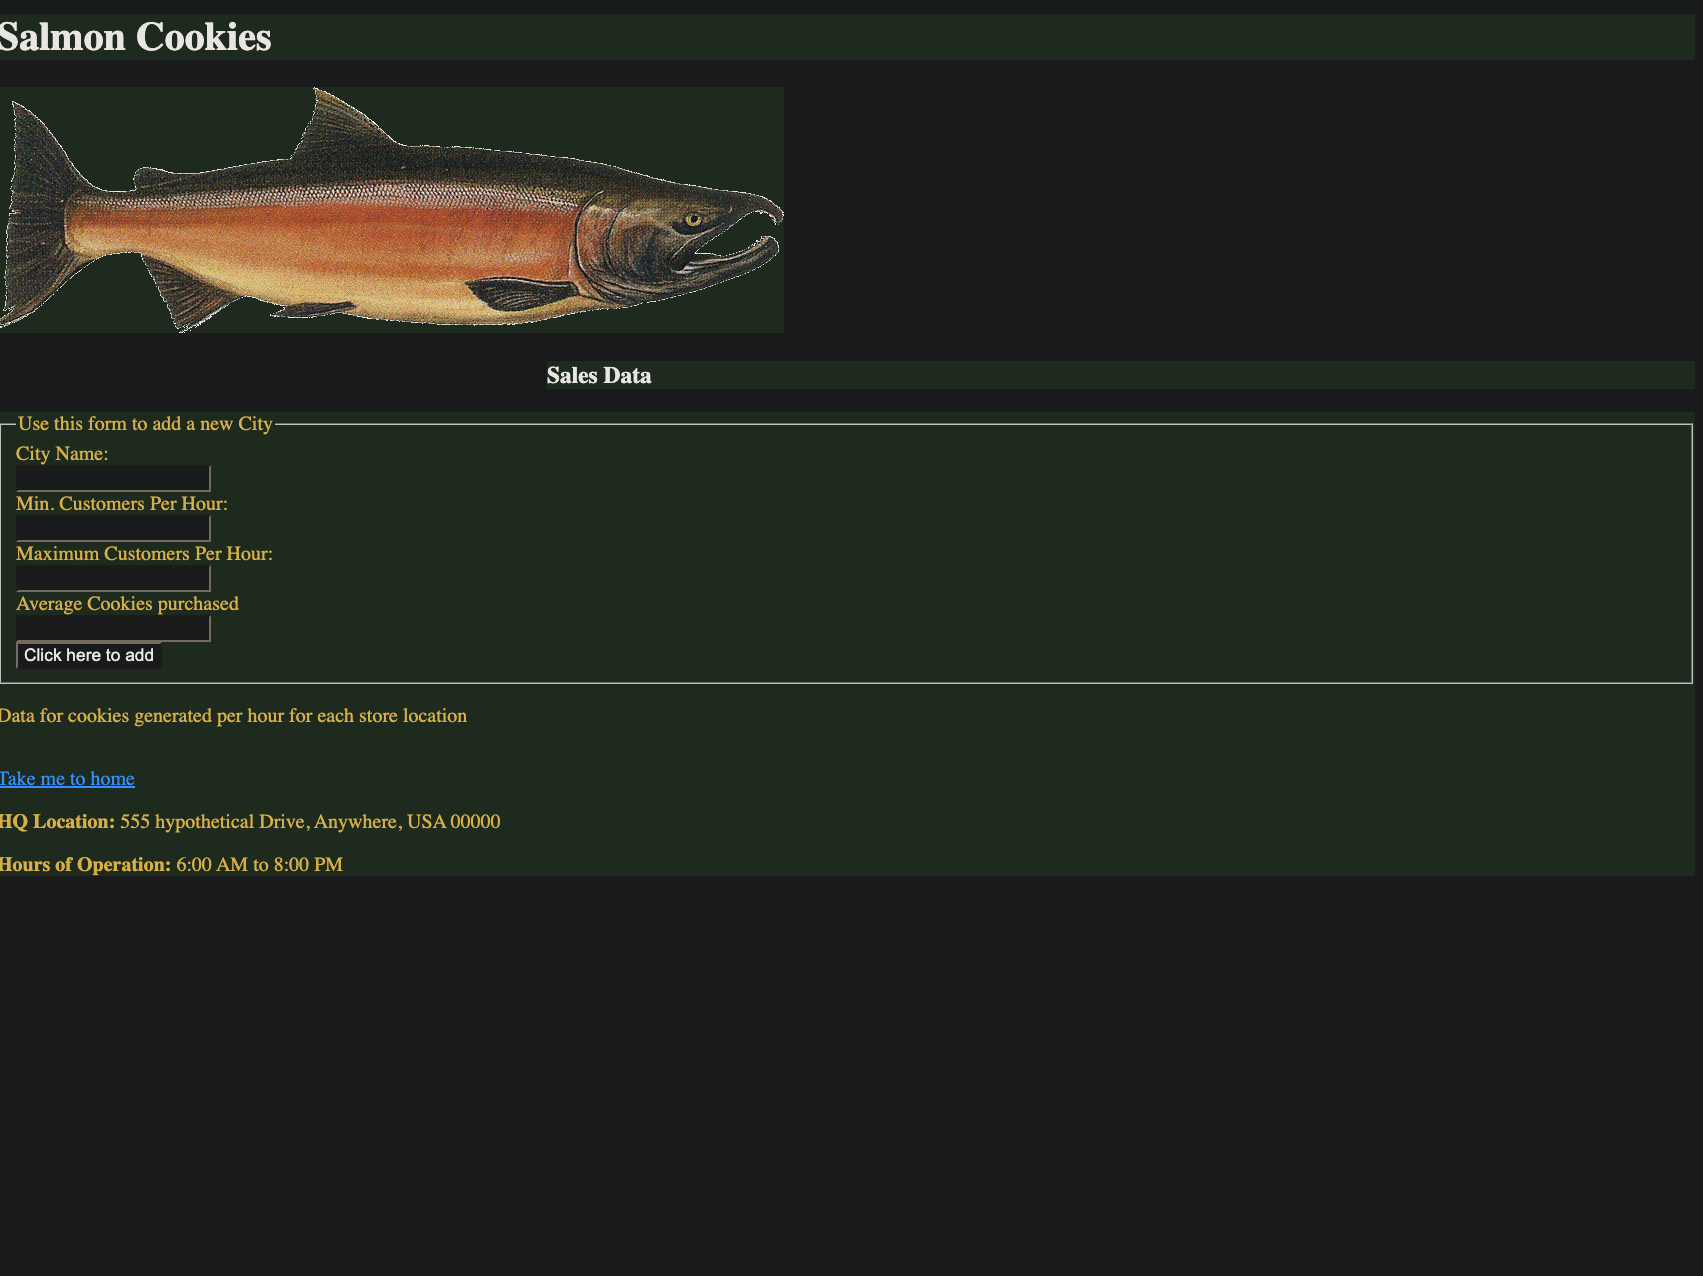 Salmon Cookies
Sales Data
Use this form to add a new City
City Name:
Min. Customers Per Hour:
Maximum Customers Per Hour:
Average Cookies purchased
Click here to add
Data for cookies generated per hour for each store location
Take me to home
HQ Location: 555 hypothetical Drive, Anywhere, USA 00000
Hours of Operation: 6:00 AM to 8:00 PM